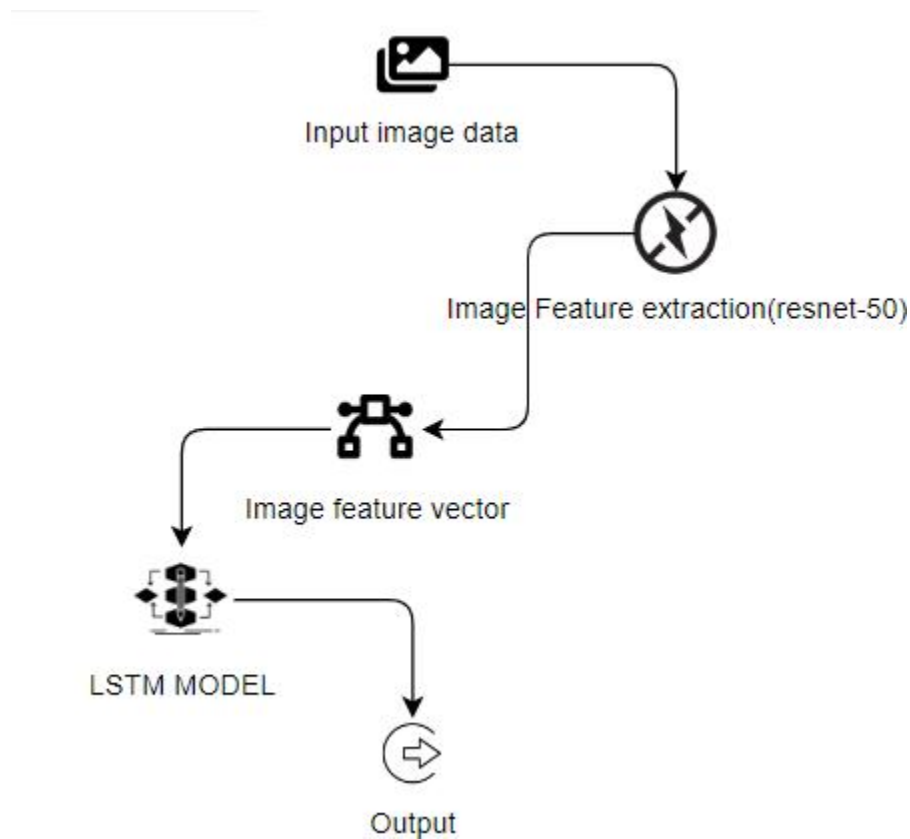 Input image data
Image Feature extraction(resnet-50)
Image feature vector
LSTM MODEL
Output